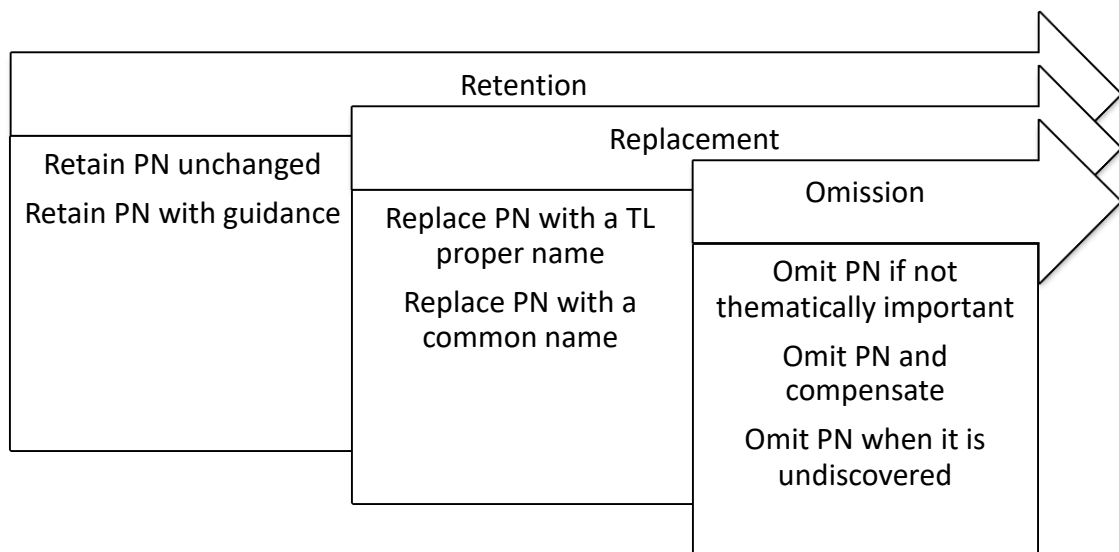 Retention
Retain PN unchanged
Retain PN with guidance
Replacement
Replace PN with a TL
proper name
Replace PN with a
common name
Omission
Omit PN if not
thematically important
Omit PN and
compensate
Omit PN when it is
undiscovered